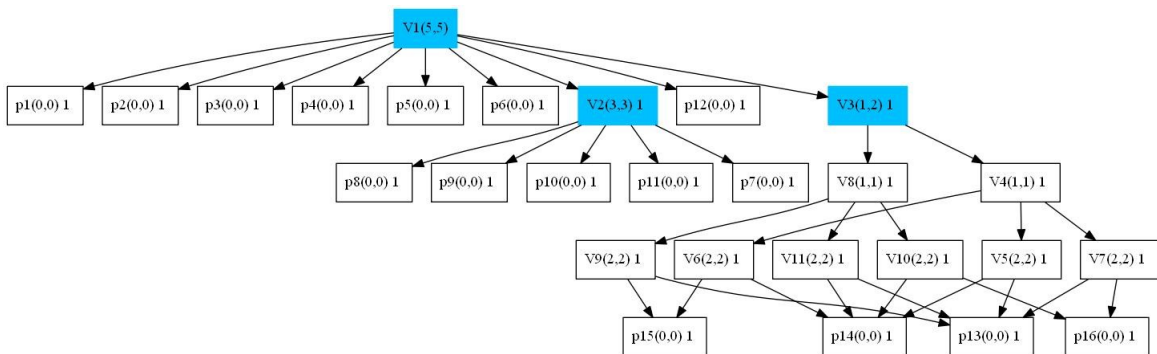 V1(5,5)
p1(0,0) 1
p2(0,0) 1
p3(0,0) 1
p4(0,0) 1
p5(0,0) 1
p6(0,0) 1
V2(3,3) 1
p12(0,0) 1
V3(1,2) 1
p8(0,0) 1
p9(0,0) 1
p10(0,0) 1
p11(0,0) 1
p7(0,0) 1
V8(1,1) 1
V4(1,1) 1
V9(2,2) 1
V6(2,2) 1
V11(2,2) 1
V10(2,2) 1
V5(2,2) 1
V7(2,2) 1
p15(0,0) 1
p14(0,0) 1
p13(0,0) 1
p16(0,0) 1